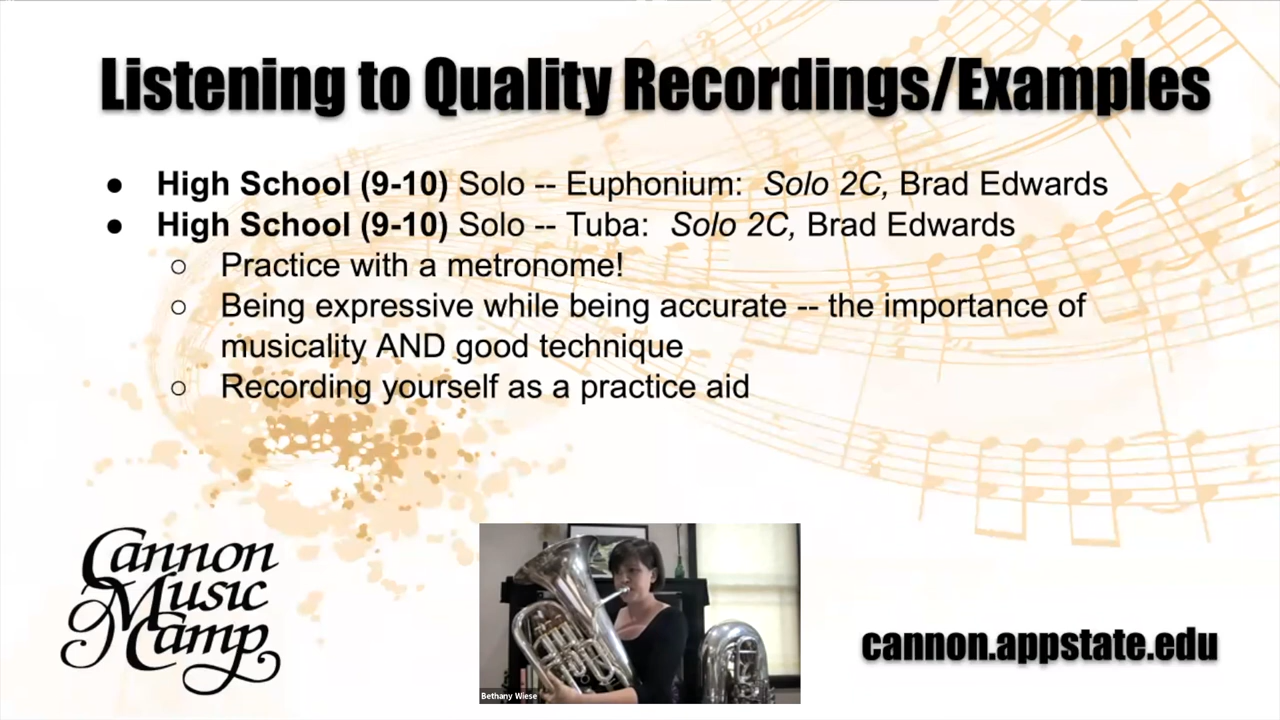 Listening to Quality Recordings/Examples
● High School (9-10) Solo -- Euphonium: Solo 2C, Brad Edwards
● High School (9-10) Solo -- Tuba: Solo 2C, Brad Edwards
○ Practice with a metronome!
○ Being expressive while being accurate -- the importance of
musicality AND good technique
○ Recording yourself as a practice aid
Cannon
Music
Camp
Bethany Wiese
cannon.appstate.edu